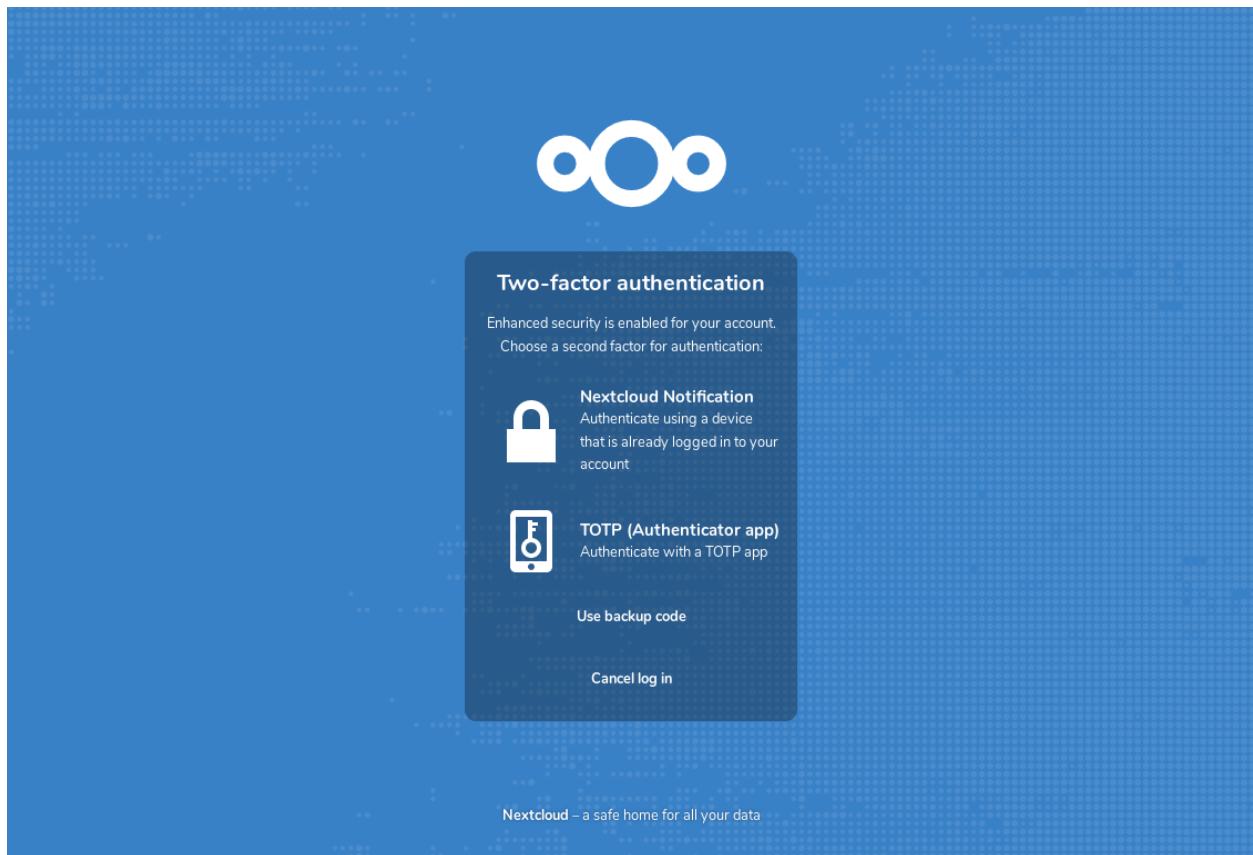 Two-factor authentication
Enhanced security is enabled for your account.
Choose a second factor for authentication:
Nextcloud Notification
Authenticate using a device
that is already logged in to your
account
TOTP (Authenticator app)
Authenticate with a TOTP app
Use backup code
Cancel log in
Nextcloud – a safe home for all your data